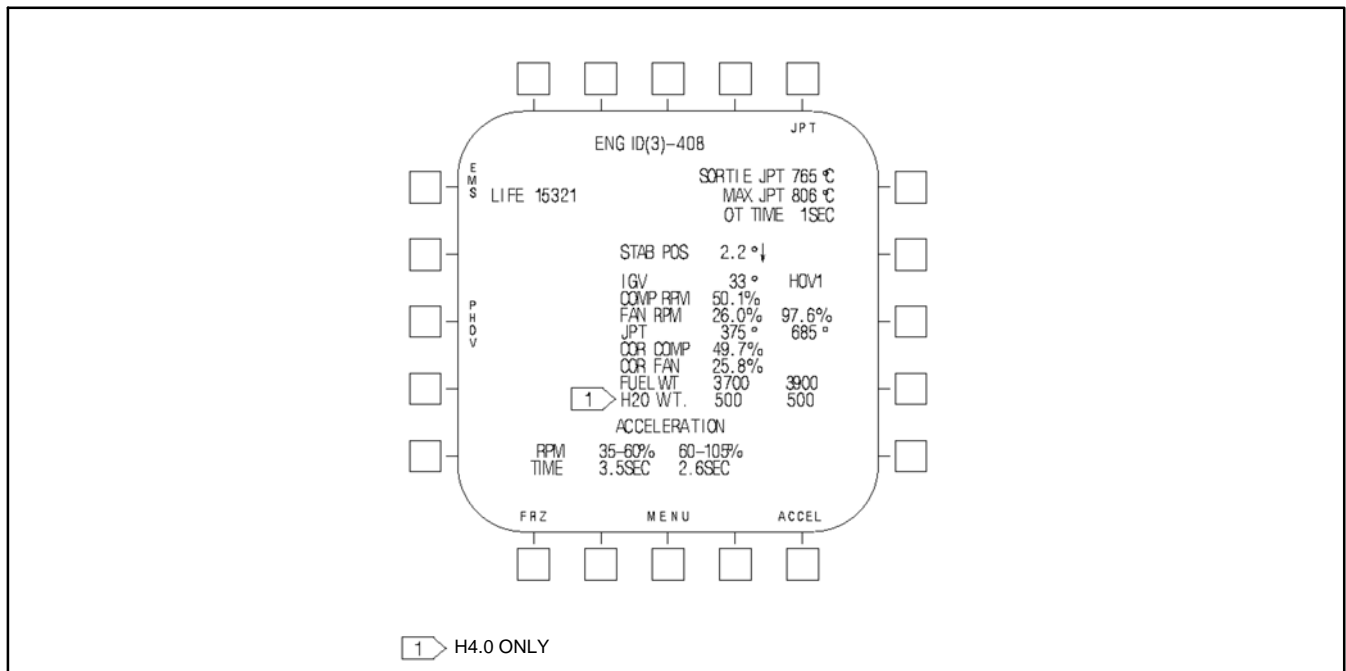 JPT
ENG ID(3)-408
EMS
SORTIE JPT 765 °C
LIFE 15321 MAX JPT 806 °C
OT TIME 1SEC
STAB POS 2.2 °↓
IGV 33 ° HOV1
COMP RPM 50.1%
FAN RPM 26.0% 97.6%
PHOV
JPT 375 ° 685 °
COR COMP 49.7%
COR FAN 25.8%
FUEL WT 3700 3900
1 H20 WT. 500 500
ACCELERATION
RPM 35-60% 60-105%
TIME 3.5SEC 2.6SEC
FRZ MENU ACCEL
1 H4.0 ONLY